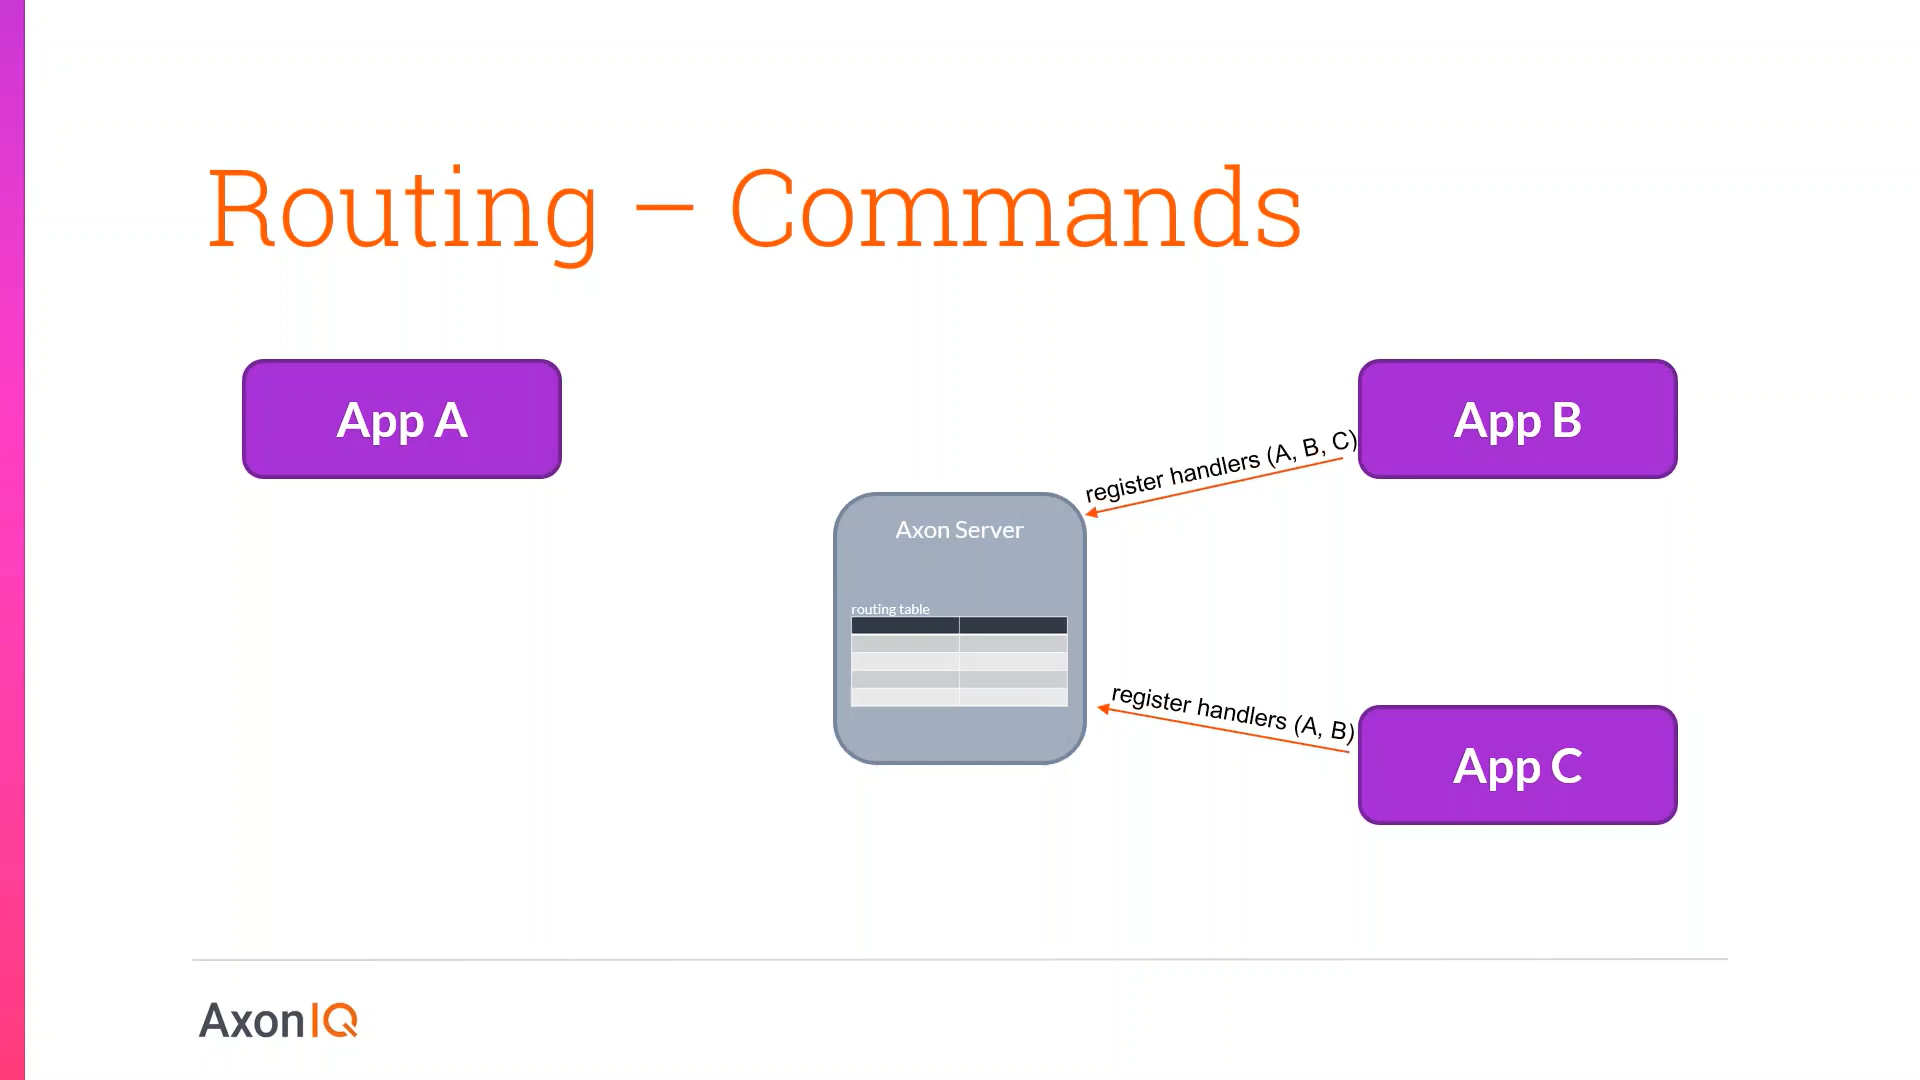 Routing – Commands
App A
App B
register handlers (A, B, C)
Axon Server
routing table
register handlers (A, B)
App C
AxonIQ